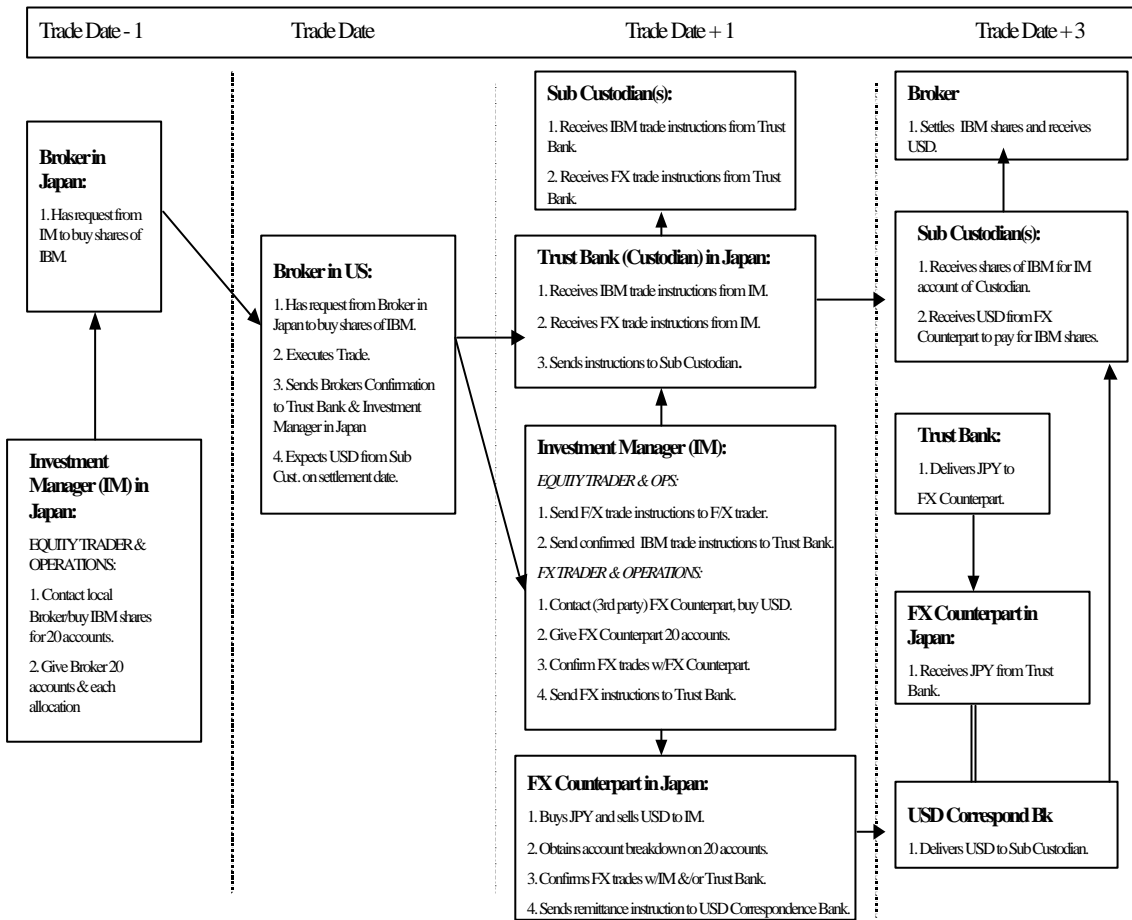 Trade Date - 1
Trade Date
Trade Date + 1
Trade Date + 3
Broker in
Japan:
1. Has request from
IM to buy shares of
IBM.
Investment
Manager (IM) in
Japan:
EQUITY TRADER &
OPERATIONS:
1. Contact local
Broker/buy IBM shares
for 20 accounts.
2. Give Broker 20
accounts & each
allocation
Broker in US:
1. Has request from Broker in
Japan to buy shares of IBM.
2. Executes Trade.
3. Sends Brokers Confirmation
to Trust Bank & Investment
Manager in Japan
4. Expects USD from Sub
Cust. on settlement date.
Sub Custodian(s):
1. Receives IBM trade instructions from Trust
Bank.
2. Receives FX trade instructions from Trust
Bank.
Trust Bank (Custodian) in Japan:
1. Receives IBM trade instructions from IM.
2. Receives FX trade instructions from IM.
3. Sends instructions to Sub Custodian.
Investment Manager (IM):
EQUITY TRADER & OPS:
1. Send F/X trade instructions to F/X trader.
2. Send confirmed IBM trade instructions to Trust Bank.
FX TRADER & OPERATIONS:
1. Contact (3rd party) FX Counterpart, buy USD.
2. Give FX Counterpart 20 accounts.
3. Confirm FX trades w/FX Counterpart.
4. Send FX instructions to Trust Bank.
FX Counterpart in Japan:
1. Buys JPY and sells USD to IM.
2. Obtains account breakdown on 20 accounts.
3. Confirms FX trades w/IM &/or Trust Bank.
4. Sends remittance instruction to USD Correspondence Bank.
Broker
1. Settles IBM shares and receives
USD.
Sub Custodian(s):
1. Receives shares of IBM for IM
account of Custodian.
2. Receives USD from FX
Counterpart to pay for IBM shares.
Trust Bank:
1. Delivers JPY to
FX Counterpart.
FX Counterpart in
Japan:
1. Receives JPY from Trust
Bank.
USD Correspond Bk
1. Delivers USD to Sub Custodian.